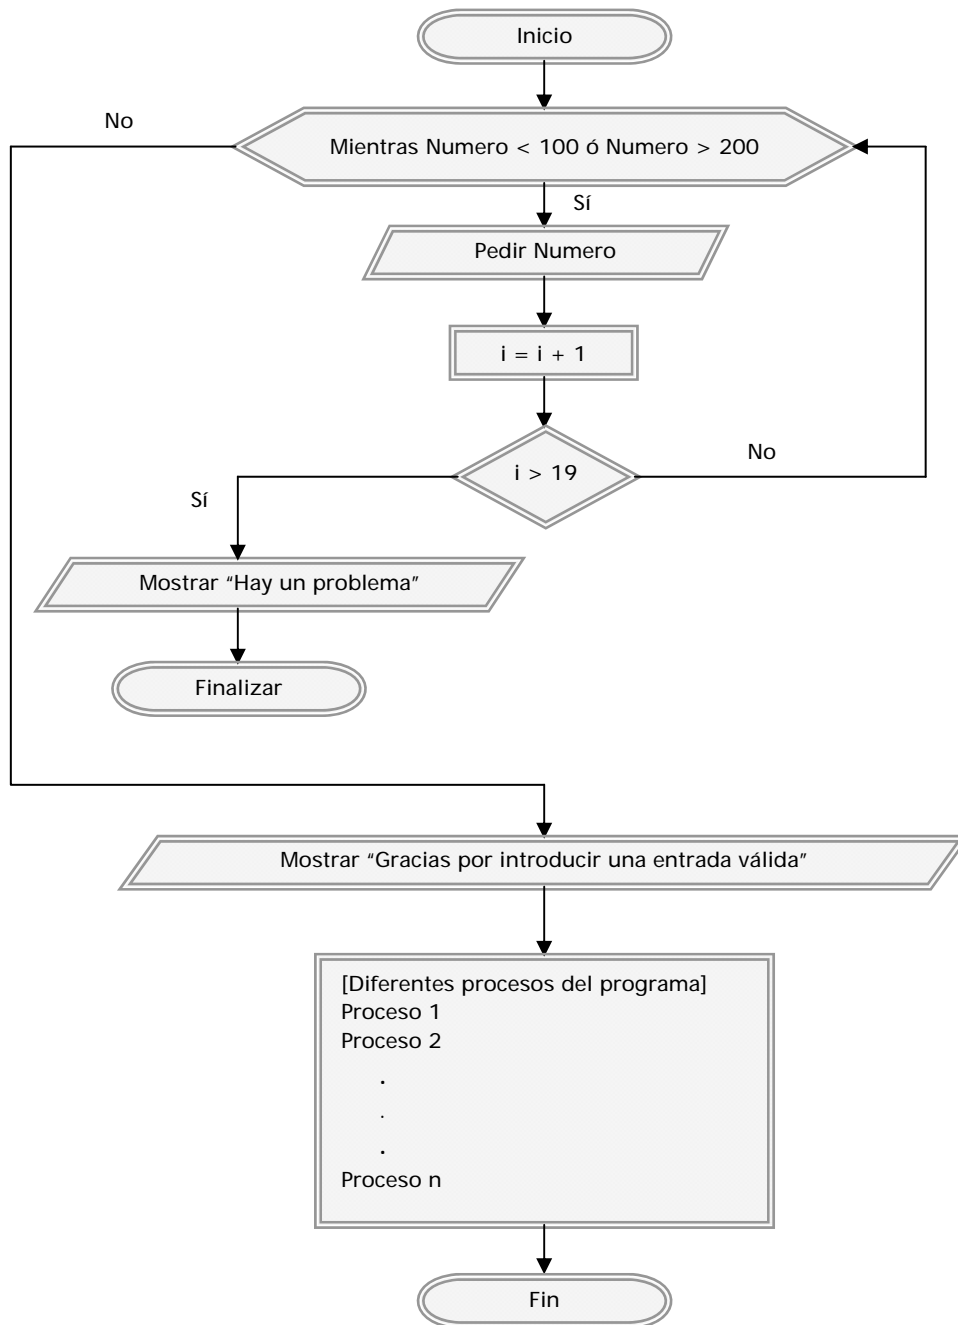 Inicio
No
Mientras Numero < 100 ó Numero > 200
Sí
Pedir Numero
i = i + 1
i > 19
No
Sí
Mostrar “Hay un problema”
Finalizar
Mostrar “Gracias por introducir una entrada válida”
[Diferentes procesos del programa]
Proceso 1
Proceso 2
.
.
.
Proceso n
Fin